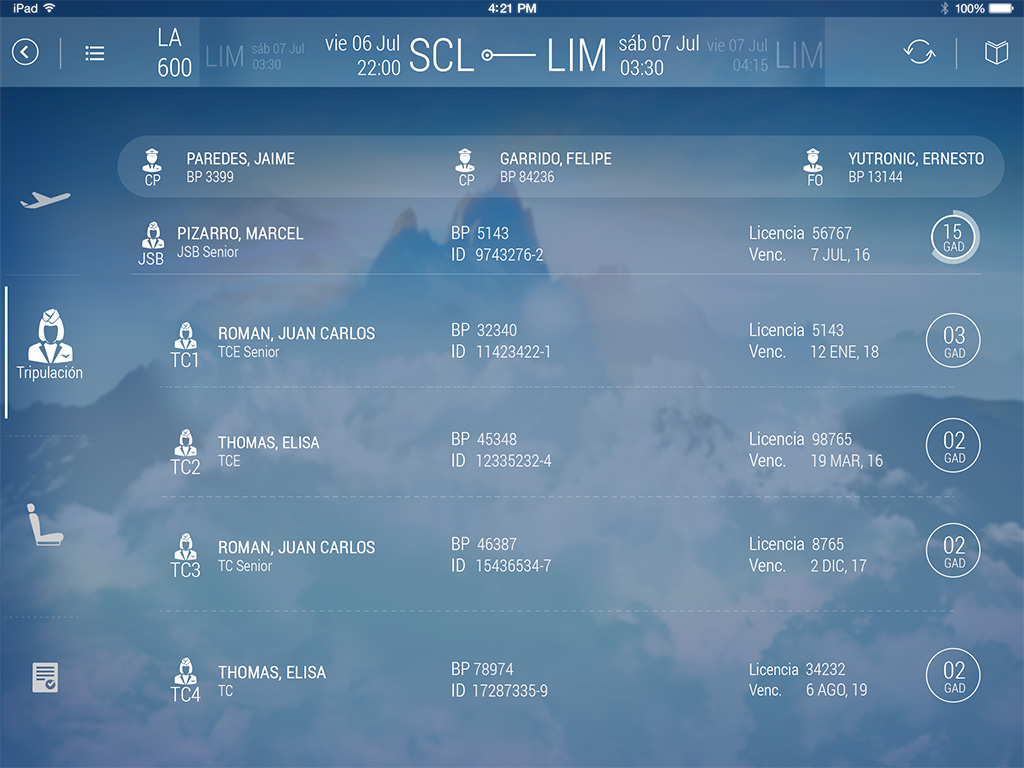 iPad
4:21 PM
100%
LA
600
LIM
sáb 07 Jul
03:30
vie 06 Jul
22:00
SCL
LIM
sáb 07 Jul
03:30
vie 07 Jul
04:15
LIM
CP
PAREDES, JAIME
BP 3399
CP
GARRIDO, FELIPE
BP 84236
FO
YUTRONIC, ERNESTO
BP 13144
JSB
PIZARRO, MARCEL
JSB Senior
BP 5143
ID 9743276-2
Licencia 56767
Venc. 7 JUL, 16
15
GAD
Tripulación
TC1
ROMAN, JUAN CARLOS
TCE Senior
BP 32340
ID 11423422-1
Licencia 5143
Venc. 12 ENE, 18
03
GAD
TC2
THOMAS, ELISA
TCE
BP 45348
ID 12335232-4
Licencia 98765
Venc. 19 MAR, 16
02
GAD
TC3
ROMAN, JUAN CARLOS
TC Senior
BP 46387
ID 15436534-7
Licencia 8765
Venc. 2 DIC, 17
02
GAD
TC4
THOMAS, ELISA
TC
BP 78974
ID 17287335-9
Licencia 34232
Venc. 6 AGO, 19
02
GAD